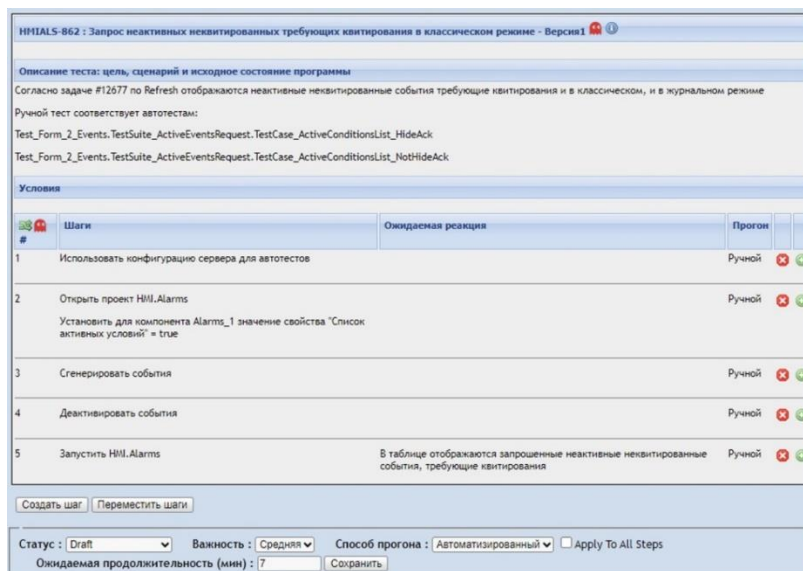 HMIALS-862 : Запрос неактивных неквитированных требующих квитирования в классическом режиме - Версия1
Описание теста: цель, сценарий и исходное состояние программы
Согласно задаче #12677 по Refresh отображаются неактивные неквитированные события требующие квитирования и в классическом, и в журнальном режиме
Ручной тест соответствует автотестам:
Test_Form_2_Events.TestSuite_ActiveEventsRequest.TestCase_ActiveConditionsList_HideAck
Test_Form_2_Events.TestSuite_ActiveEventsRequest.TestCase_ActiveConditionsList_NotHideAck
Условия
# Шаги Ожидаемая реакция Прогон
1 Использовать конфигурацию сервера для автотестов Ручной
2 Открыть проект HMI.Alarms Ручной
Установить для компонента Alarms_1 значение свойства "Список
активных условий" = true
3 Сгенерировать события Ручной
4 Деактивировать события Ручной
5 Запустить HMI.Alarms В таблице отображаются запрошенные неактивные неквитированные Ручной
события, требующие квитирования
Создать шаг Переместить шаги
Статус : Draft Важность : Средняя Способ прогона : Автоматизированный Apply To All Steps
Ожидаемая продолжительность (мин) : 7 Сохранить